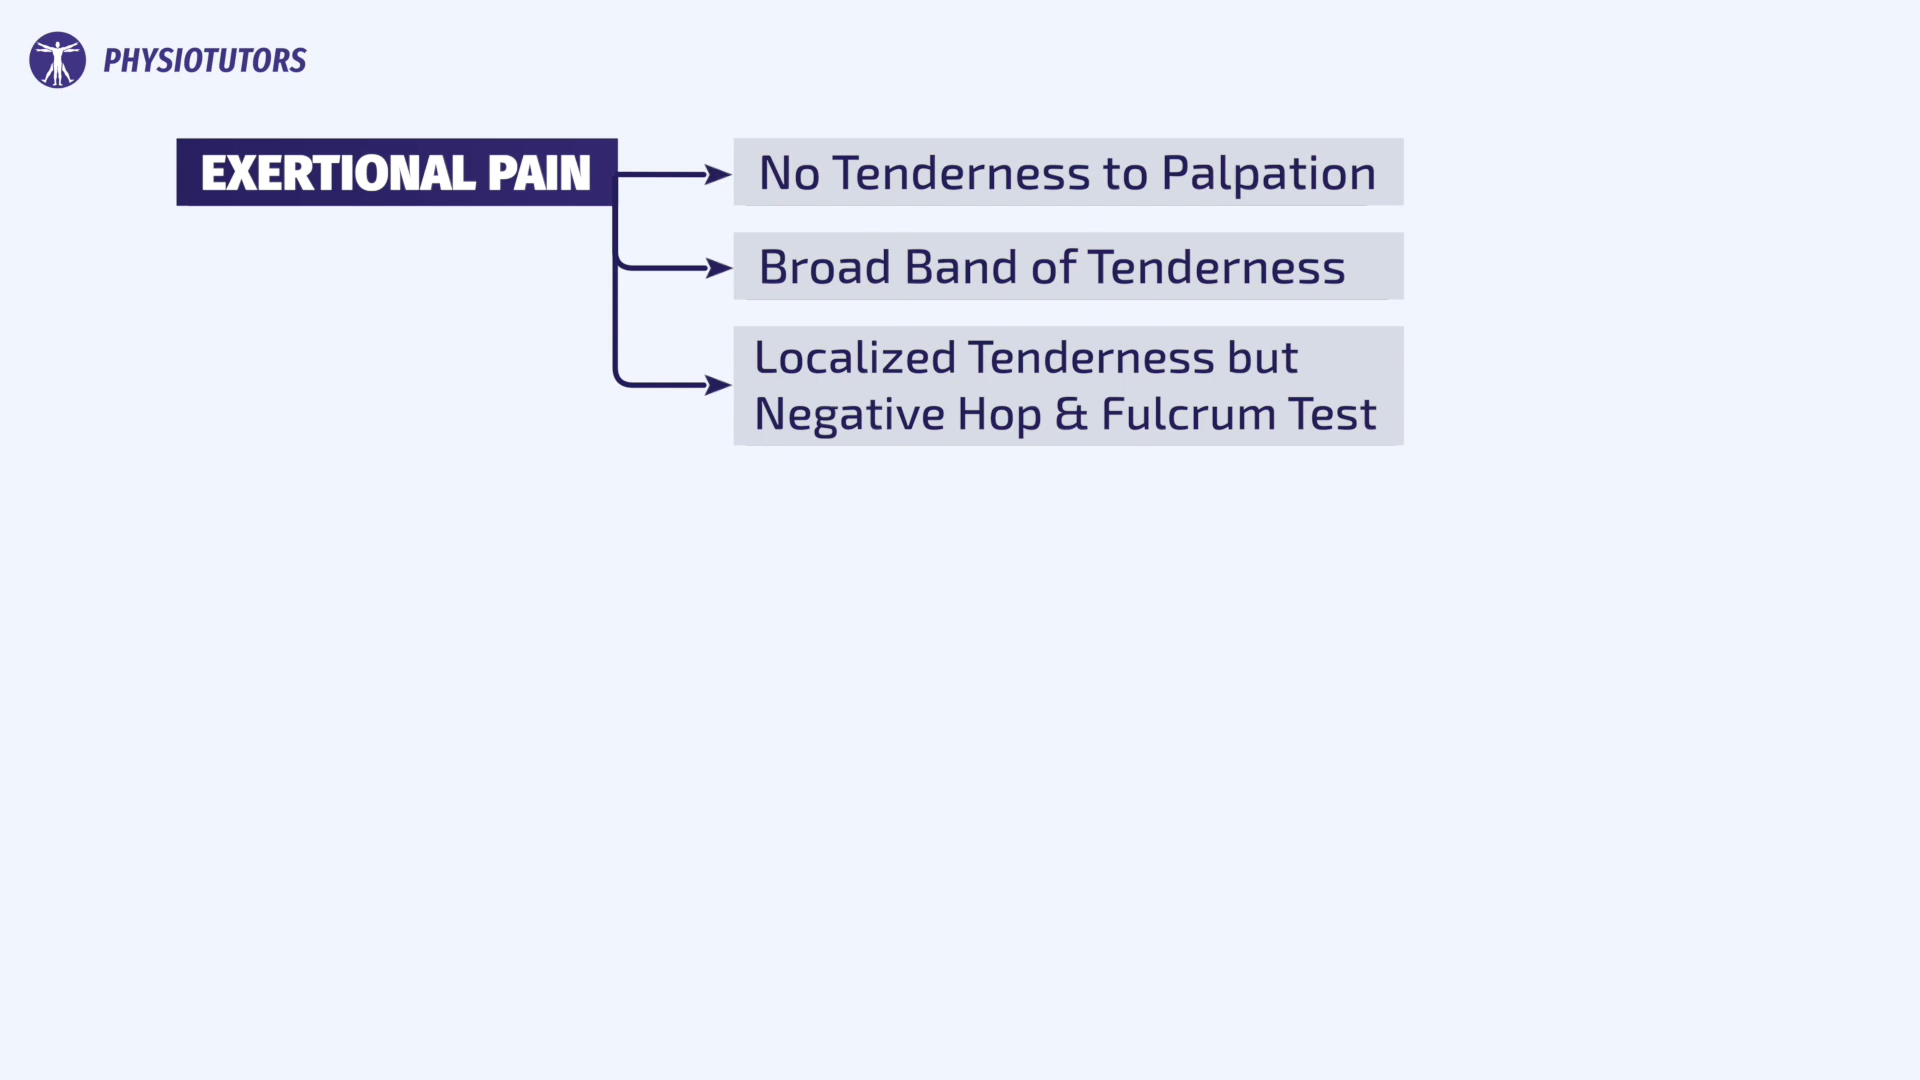 PHYSIOTUTORS
EXERTIONAL PAIN
No Tenderness to Palpation
Broad Band of Tenderness
Localized Tenderness but
Negative Hop & Fulcrum Test